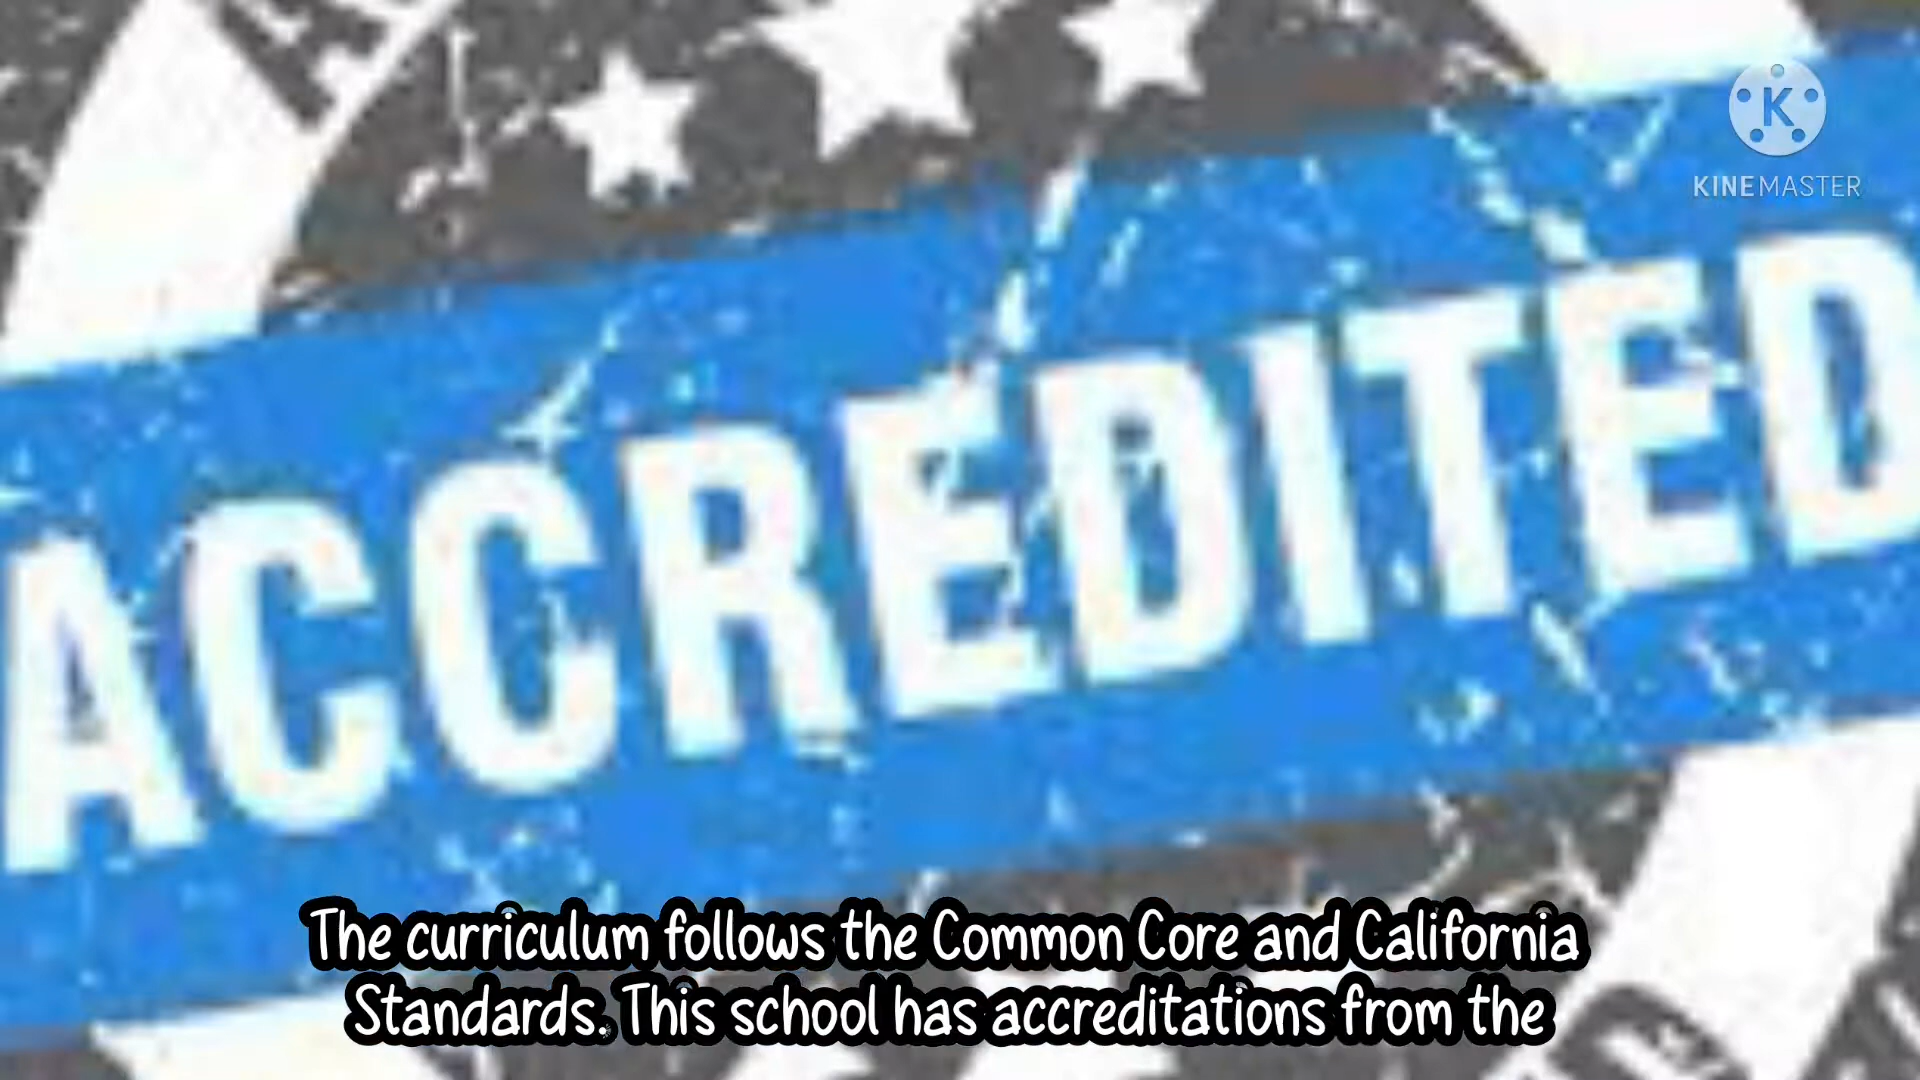 KINEMASTER
ACCREDITED
The curriculum follows the Common Core and California
Standards. This school has accreditations from the